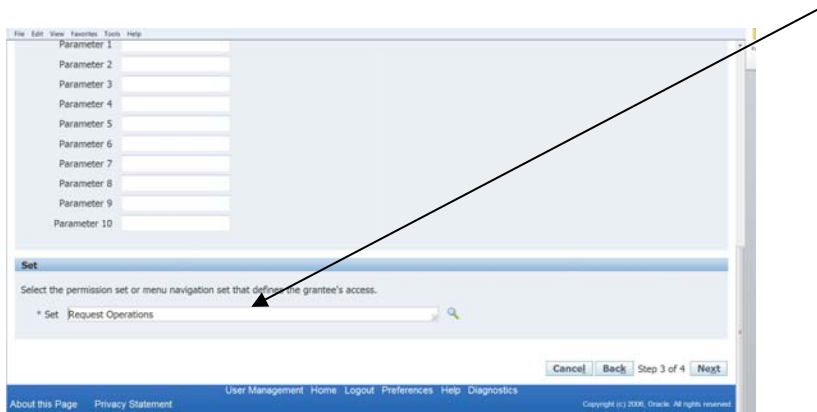 File Edit View Favorites Tools Help
Parameter 1
Parameter 2
Parameter 3
Parameter 4
Parameter 5
Parameter 6
Parameter 7
Parameter 8
Parameter 9
Parameter 10
Set
Select the permission set or menu navigation set that defines the grantee's access.
* Set Request Operations
Cancel Back Step 3 of 4 Next
User Management Home Logout Preferences Help Diagnostics
About this Page Privacy Statement Copyright (c) 2006, Oracle. All rights reserved.